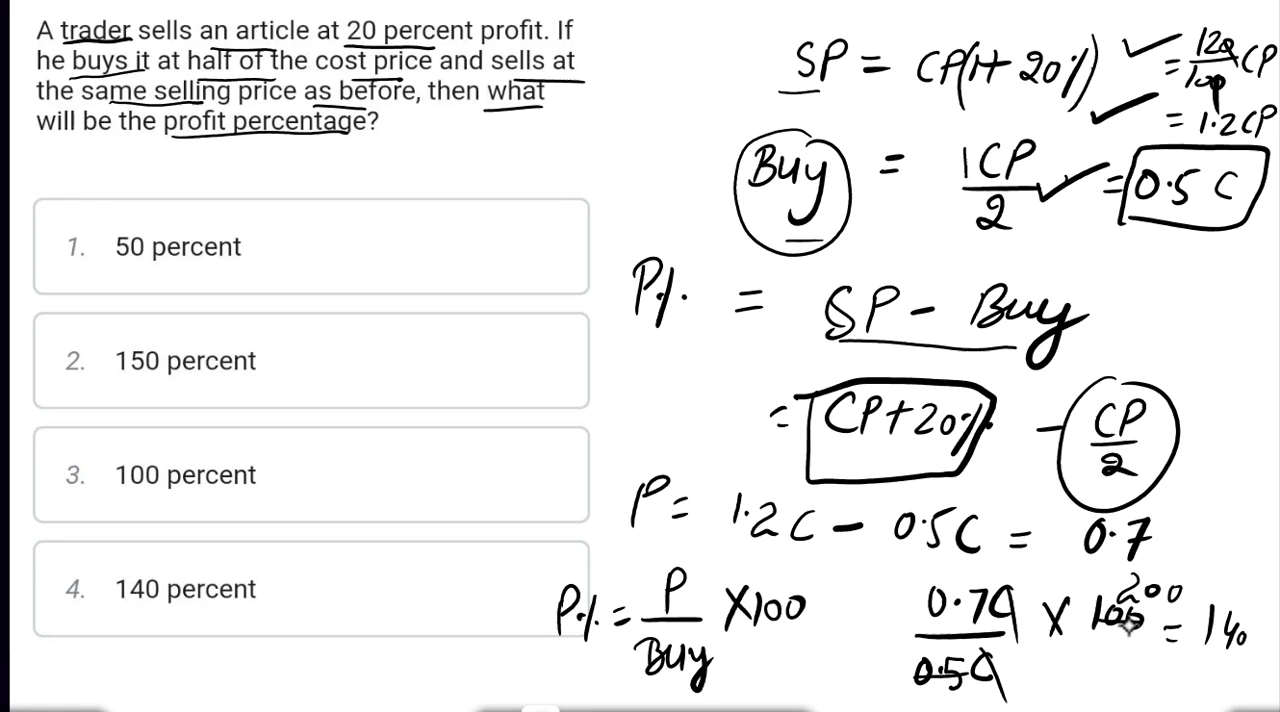 A trader sells an article at 20 percent profit. If
he buys it at half of the cost price and sells at
the same selling price as before, then what
will be the profit percentage?
1. 50 percent
2. 150 percent
3. 100 percent
4. 140 percent
SP = CP(1+20%) = 120/100 CP
= 1.2CP
Buy = 1CP/2 = 0.5 C
P%. = SP - Buy
= CP+20% - CP/2
P= 1.2C - 0.5C = 0.7
P%. = P/Buy X100
0.7C/0.5C X 100 200 = 140